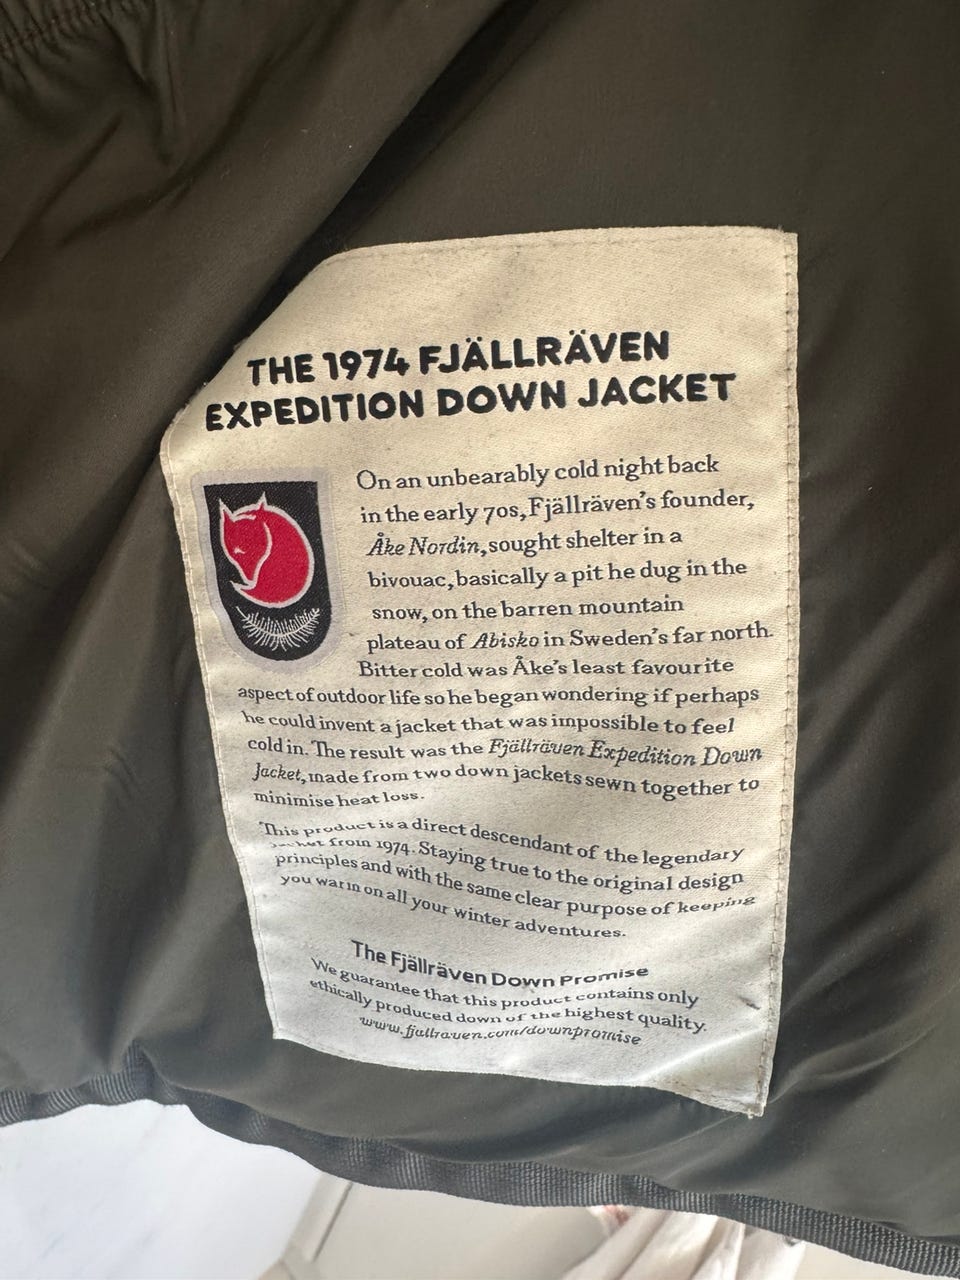 THE 1974 FJÄLLRÄVEN
EXPEDITION DOWN JACKET
On an unbearably cold night back
in the early 70s, Fjällräven's founder,
Åke Nordin, sought shelter in a
bivouac, basically a pit he dug in the
snow, on the barren mountain
plateau of Abisko in Sweden's far north.
Bitter cold was Åke's least favourite
aspect of outdoor life so he began wondering if perhaps
he could invent a jacket that was impossible to feel
cold in. The result was the Fjällräven Expedition Down
Jacket, made from two down jackets sewn together to
minimise heat loss.
This product is a direct descendant of the legendary
jacket from 1974. Staying true to the original design
principles and with the same clear purpose of keeping
you warm on all your winter adventures.
The Fjällräven Down Promise
We guarantee that this product contains only
ethically produced down of the highest quality.
www.fjallraven.com/downpromise